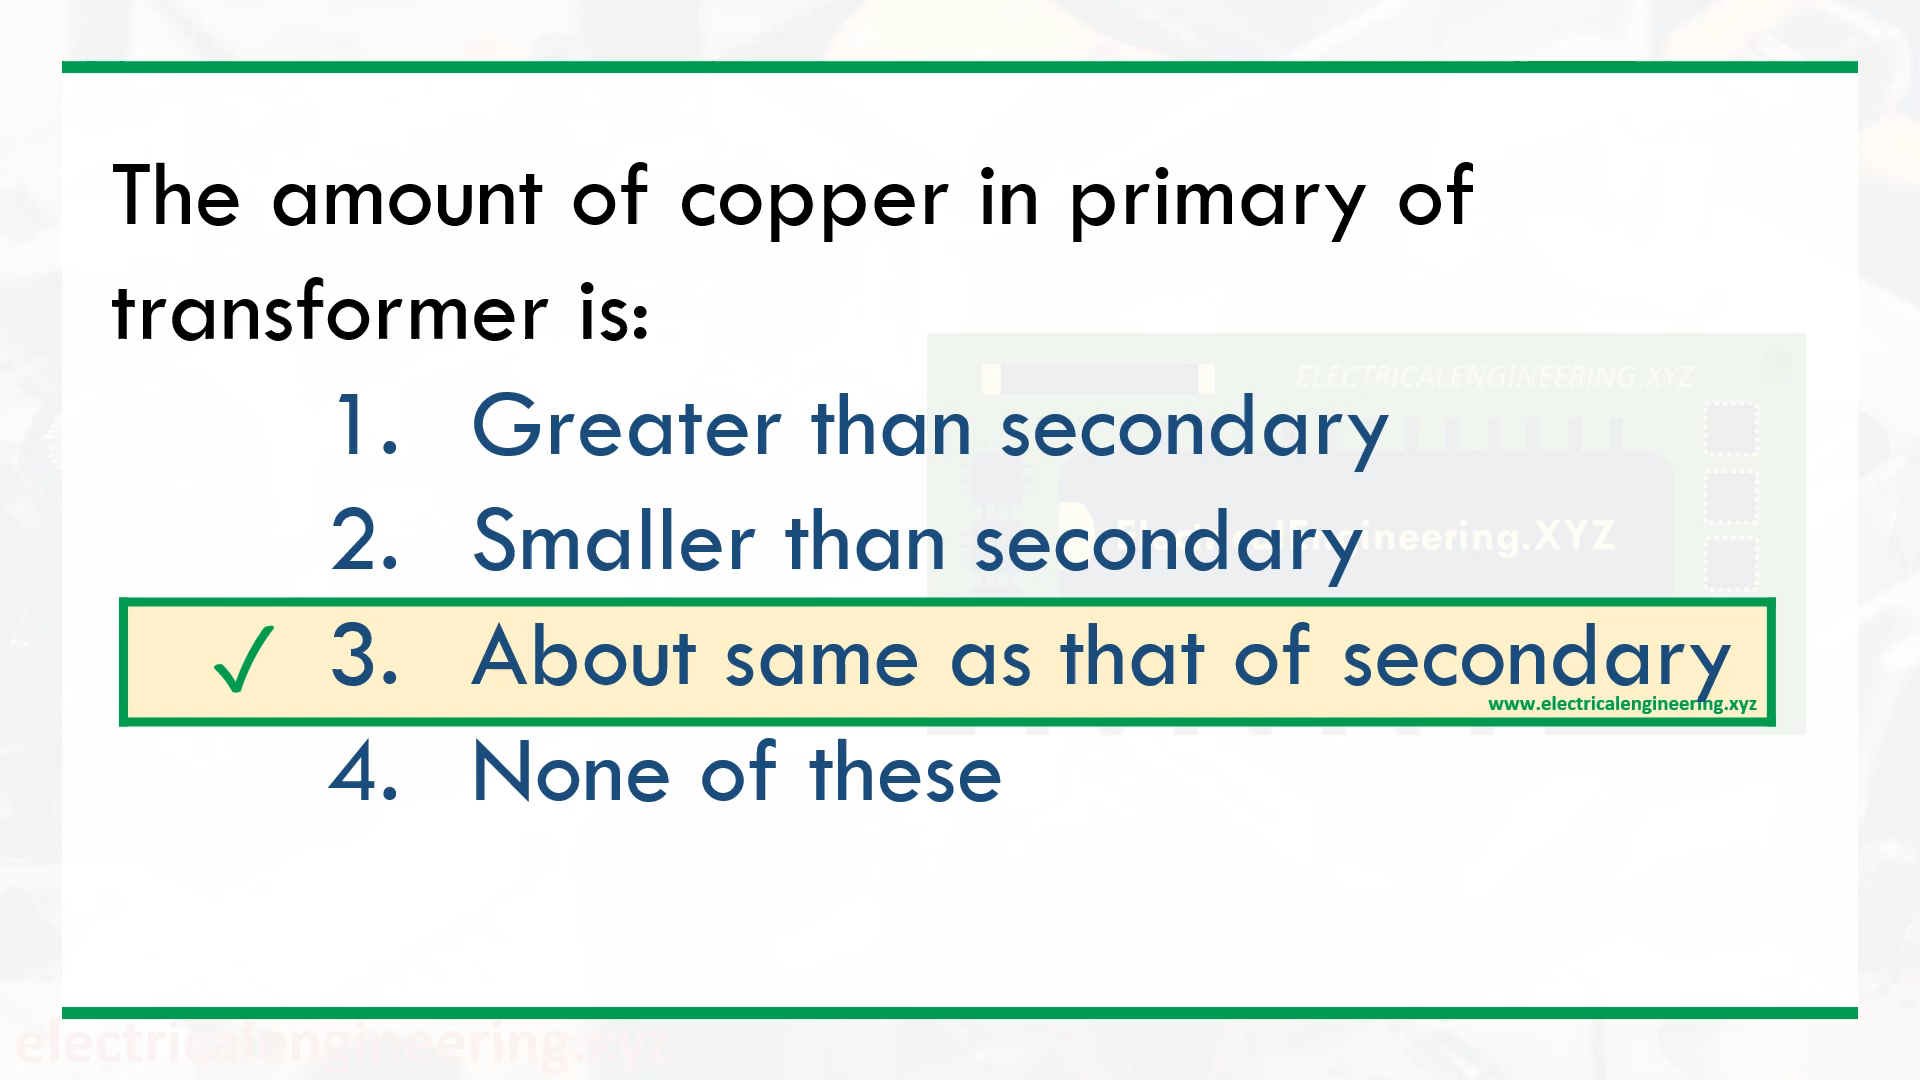 The amount of copper in primary of
transformer is:
ELECTRICALENGINEERING.XYZ
1. Greater than secondary
2. Smaller than secondary
✓ 3. About same as that of secondary
www.electricalengineering.xyz
4. None of these
electricalengineering.xyz